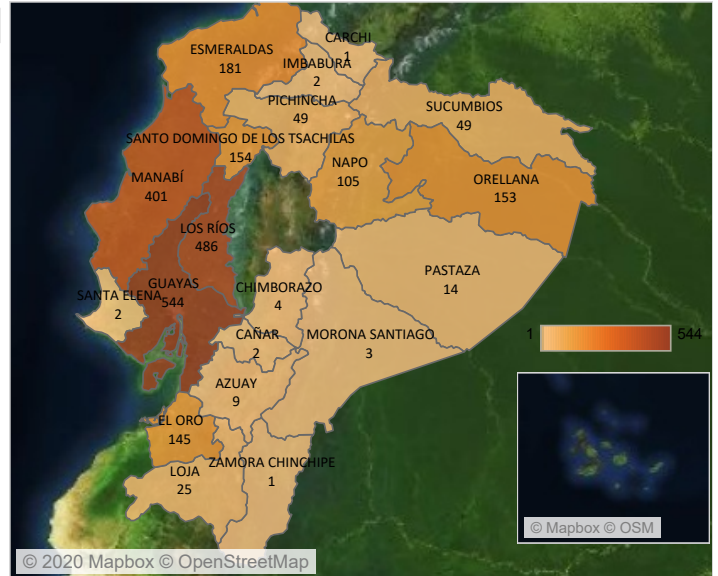 CARCHI
1
ESMERALDAS
181
IMBABURA
2
PICHINCHA
49
SUCUMBIOS
49
SANTO DOMINGO DE LOS TSACHILAS
154
NAPO
105
MANABÍ
401
ORELLANA
153
LOS RÍOS
486
PASTAZA
14
GUAYAS
544
CHIMBORAZO
4
SANTA ELENA
2
CAÑAR
2
MORONA SANTIAGO
3
1 544
AZUAY
9
EL ORO
145
ZAMORA CHINCHIPE
1
LOJA
25
© Mapbox © OSM
© 2020 Mapbox © OpenStreetMap